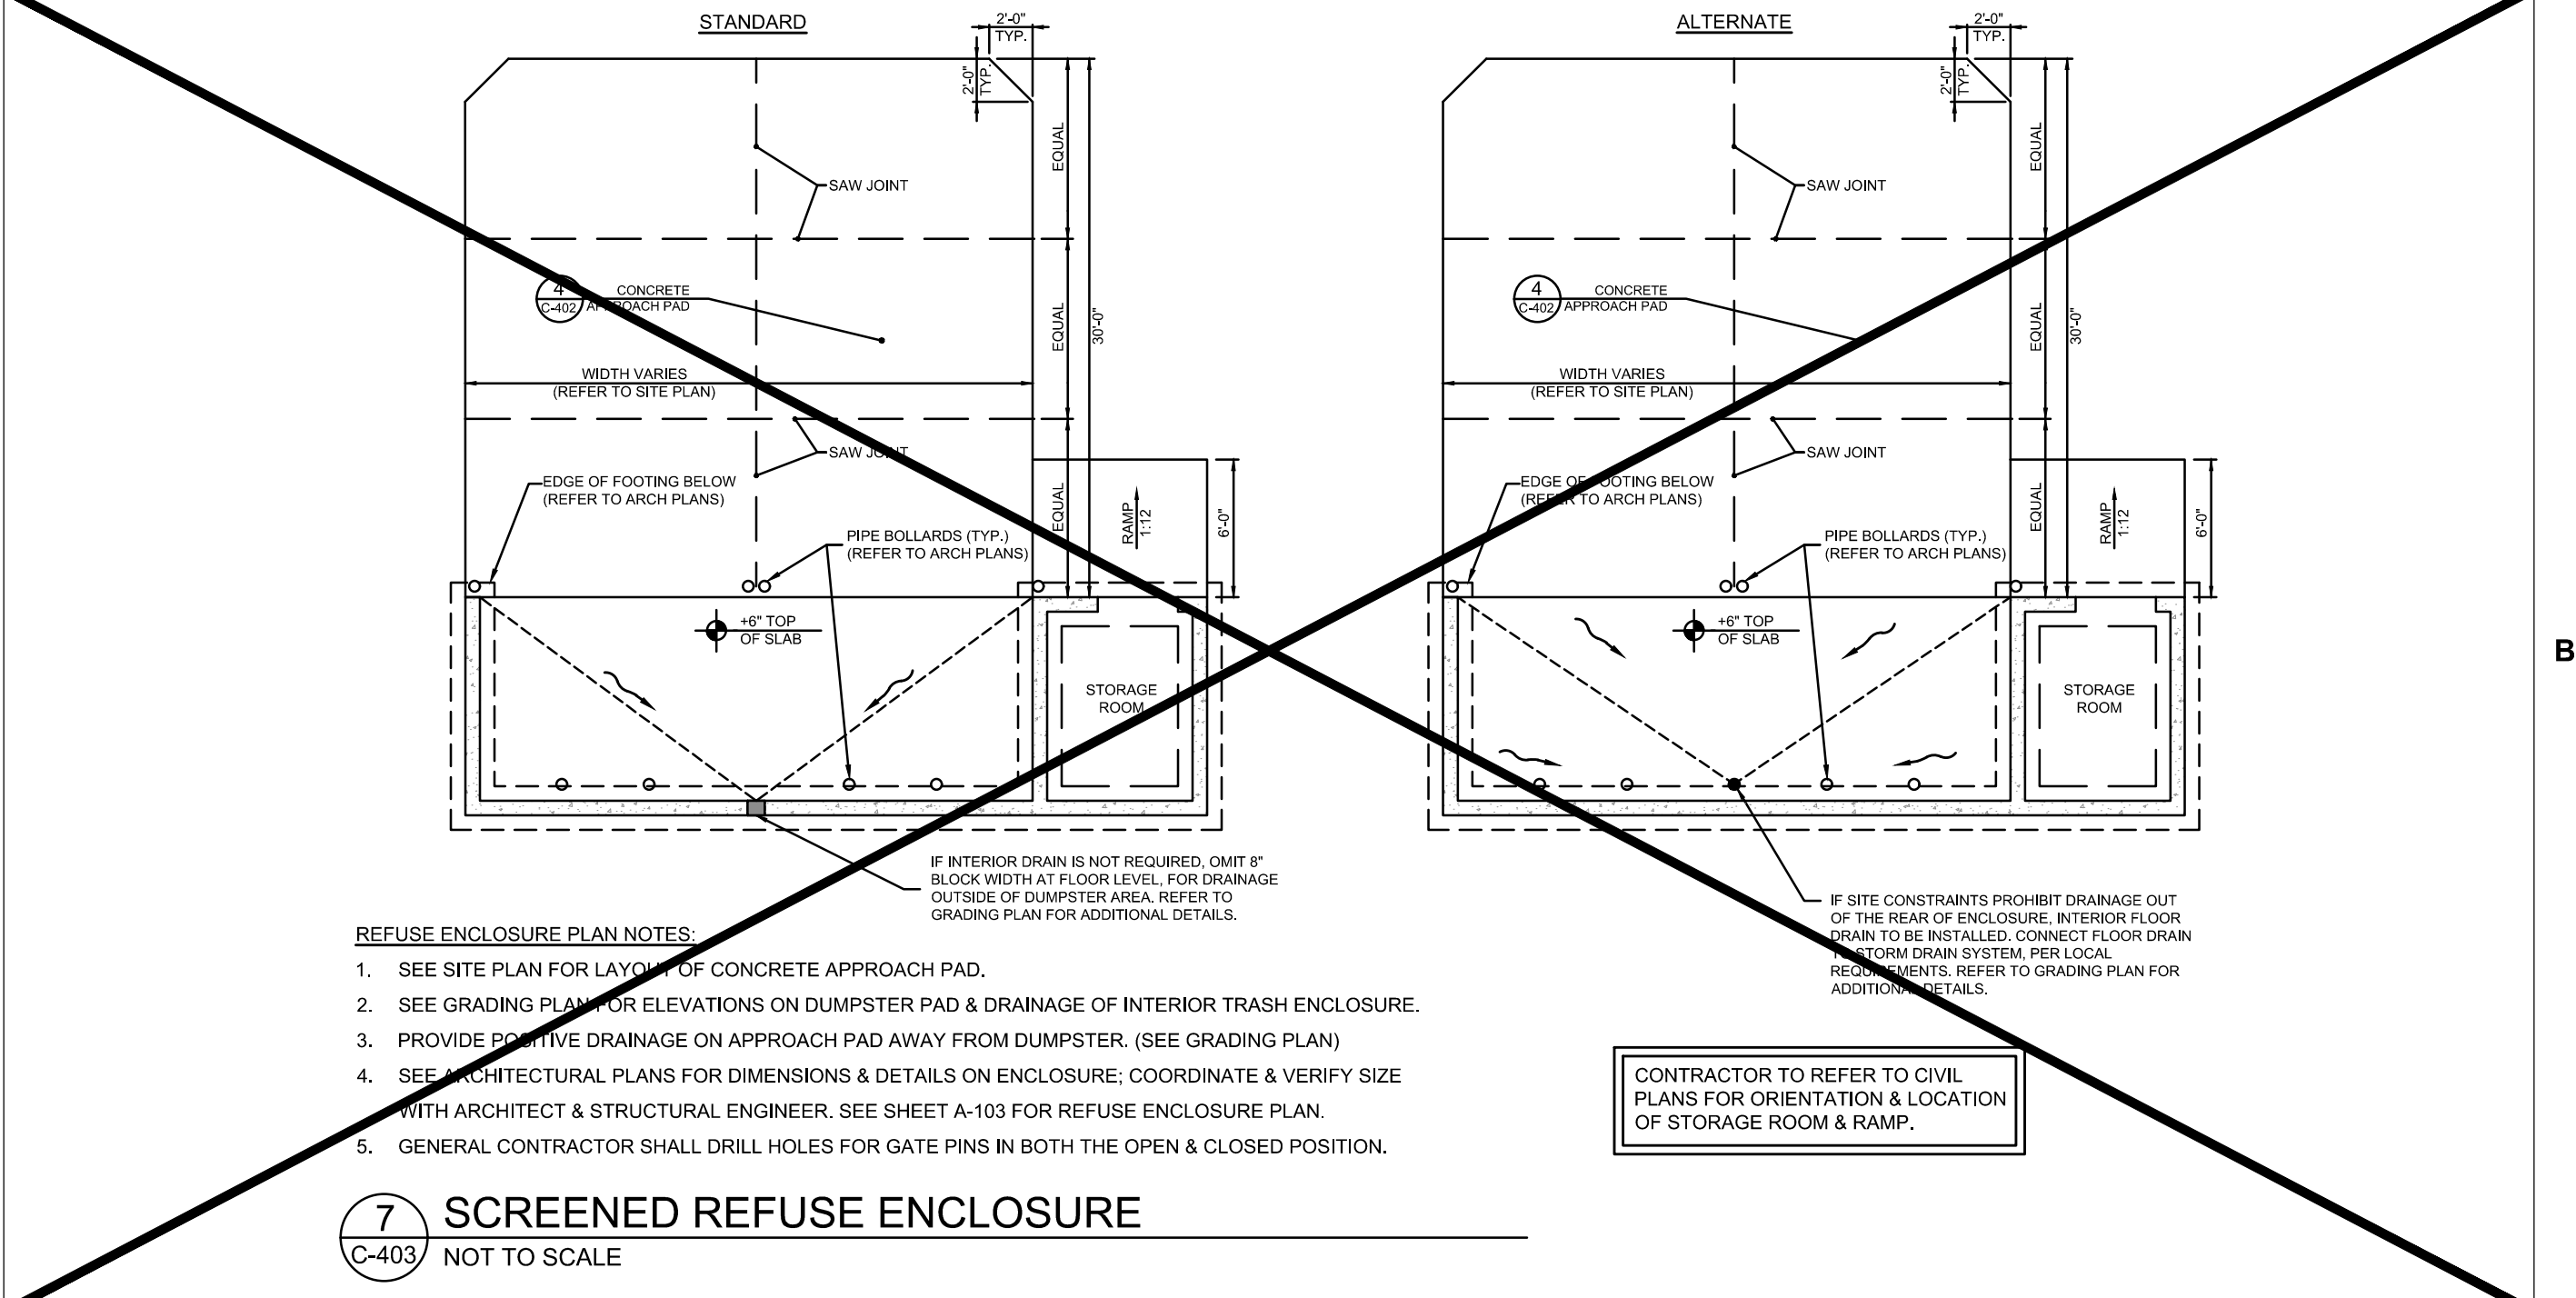 STANDARD
2'-0"
TYP.
2'-0"
TYP.
EQUAL
SAW JOINT
4
C-402
CONCRETE
APPROACH PAD
EQUAL
30'-0"
WIDTH VARIES
(REFER TO SITE PLAN)
SAW JOINT
EDGE OF FOOTING BELOW
(REFER TO ARCH PLANS)
EQUAL
RAMP
1:12
6'-0"
PIPE BOLLARDS (TYP.)
(REFER TO ARCH PLANS)
+6" TOP
OF SLAB
STORAGE
ROOM
IF INTERIOR DRAIN IS NOT REQUIRED, OMIT 8"
BLOCK WIDTH AT FLOOR LEVEL, FOR DRAINAGE
OUTSIDE OF DUMPSTER AREA. REFER TO
GRADING PLAN FOR ADDITIONAL DETAILS.
ALTERNATE
2'-0"
TYP.
2'-0"
TYP.
EQUAL
SAW JOINT
4
C-402
CONCRETE
APPROACH PAD
EQUAL
30'-0"
WIDTH VARIES
(REFER TO SITE PLAN)
SAW JOINT
EDGE OF FOOTING BELOW
(REFER TO ARCH PLANS)
EQUAL
RAMP
1:12
6'-0"
PIPE BOLLARDS (TYP.)
(REFER TO ARCH PLANS)
+6" TOP
OF SLAB
STORAGE
ROOM
B
IF SITE CONSTRAINTS PROHIBIT DRAINAGE OUT
OF THE REAR OF ENCLOSURE, INTERIOR FLOOR
DRAIN TO BE INSTALLED. CONNECT FLOOR DRAIN
TO STORM DRAIN SYSTEM, PER LOCAL
REQUIREMENTS. REFER TO GRADING PLAN FOR
ADDITIONAL DETAILS.
REFUSE ENCLOSURE PLAN NOTES:
1. SEE SITE PLAN FOR LAYOUT OF CONCRETE APPROACH PAD.
2. SEE GRADING PLAN FOR ELEVATIONS ON DUMPSTER PAD & DRAINAGE OF INTERIOR TRASH ENCLOSURE.
3. PROVIDE POSITIVE DRAINAGE ON APPROACH PAD AWAY FROM DUMPSTER. (SEE GRADING PLAN)
4. SEE ARCHITECTURAL PLANS FOR DIMENSIONS & DETAILS ON ENCLOSURE; COORDINATE & VERIFY SIZE
WITH ARCHITECT & STRUCTURAL ENGINEER. SEE SHEET A-103 FOR REFUSE ENCLOSURE PLAN.
5. GENERAL CONTRACTOR SHALL DRILL HOLES FOR GATE PINS IN BOTH THE OPEN & CLOSED POSITION.
CONTRACTOR TO REFER TO CIVIL
PLANS FOR ORIENTATION & LOCATION
OF STORAGE ROOM & RAMP.
7
C-403
SCREENED REFUSE ENCLOSURE
NOT TO SCALE